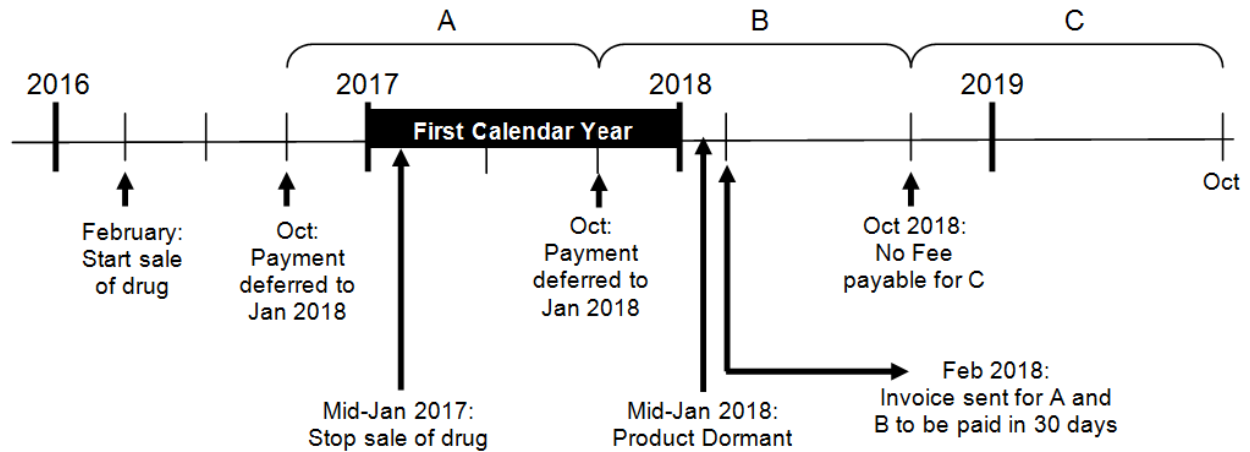 A
B
C
2016
2017
2018
2019
First Calendar Year
Oct
February:
Start sale
of drug
Oct:
Payment
deferred to
Jan 2018
Oct:
Payment
deferred to
Jan 2018
Oct 2018:
No Fee
payable for C
Mid-Jan 2017:
Stop sale of drug
Mid-Jan 2018:
Product Dormant
Feb 2018:
Invoice sent for A and
B to be paid in 30 days